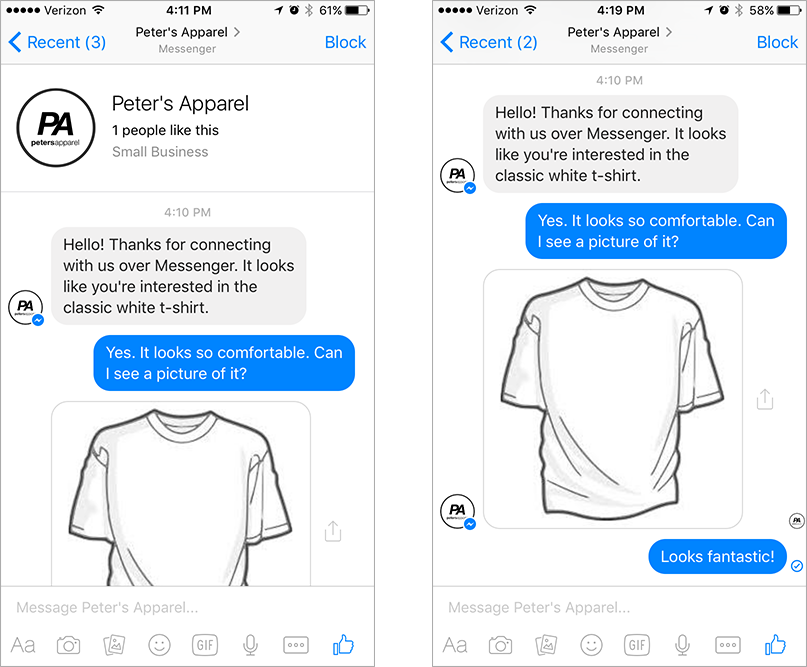 Verizon 4:11 PM 61%
Recent (3) Peter's Apparel Block
Messenger
PA
petersapparel
Peter's Apparel
1 people like this
Small Business
4:10 PM
Hello! Thanks for connecting
with us over Messenger. It looks
like you're interested in the
classic white t-shirt.
PA
petersapparel
Yes. It looks so comfortable. Can
I see a picture of it?
Message Peter's Apparel...
Aa GIF
Verizon 4:19 PM 58%
Recent (2) Peter's Apparel Block
Messenger
4:10 PM
Hello! Thanks for connecting
with us over Messenger. It looks
like you're interested in the
classic white t-shirt.
PA
petersapparel
Yes. It looks so comfortable. Can
I see a picture of it?
PA
petersapparel
PA
Looks fantastic!
Message Peter's Apparel...
Aa GIF